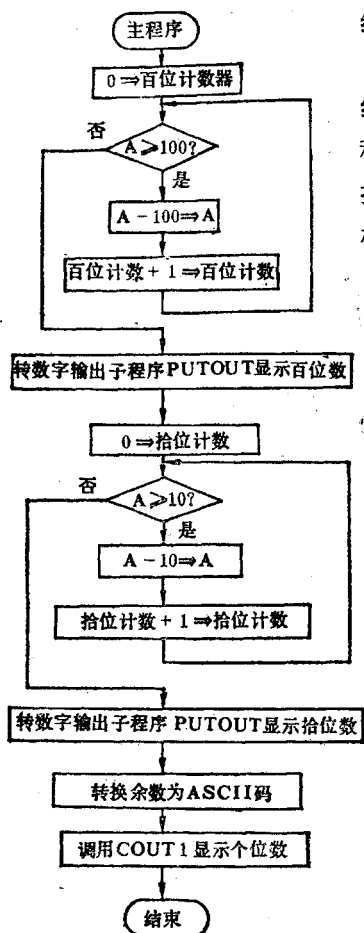 主程序
0⇒百位计数器
否
A⩾100?
是
A－100⇒A
百位计数＋1⇒百位计数
转数字输出子程序PUTOUT显示百位数
0⇒拾位计数
否
A⩾10?
是
A－10⇒A
拾位计数＋1⇒拾位计数
转数字输出子程序 PUTOUT显示拾位数
转换余数为ASCII码
调用COUT1显示个位数
结束